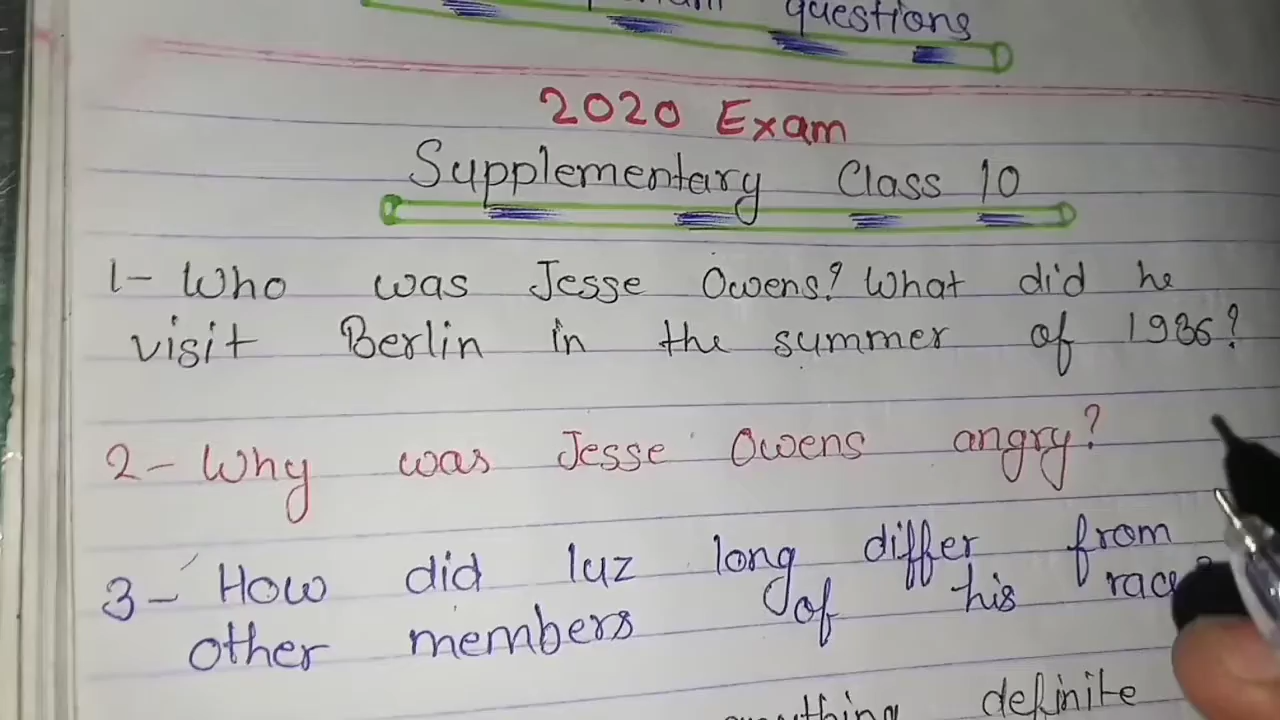 questions
2020 Exam
Supplementary Class 10
1- Who was Jesse Owens? What did he
visit Berlin in the summer of 1936?
2- Why was Jesse Owens angry?
3- How did luz long differ from
other members of his race?
definite